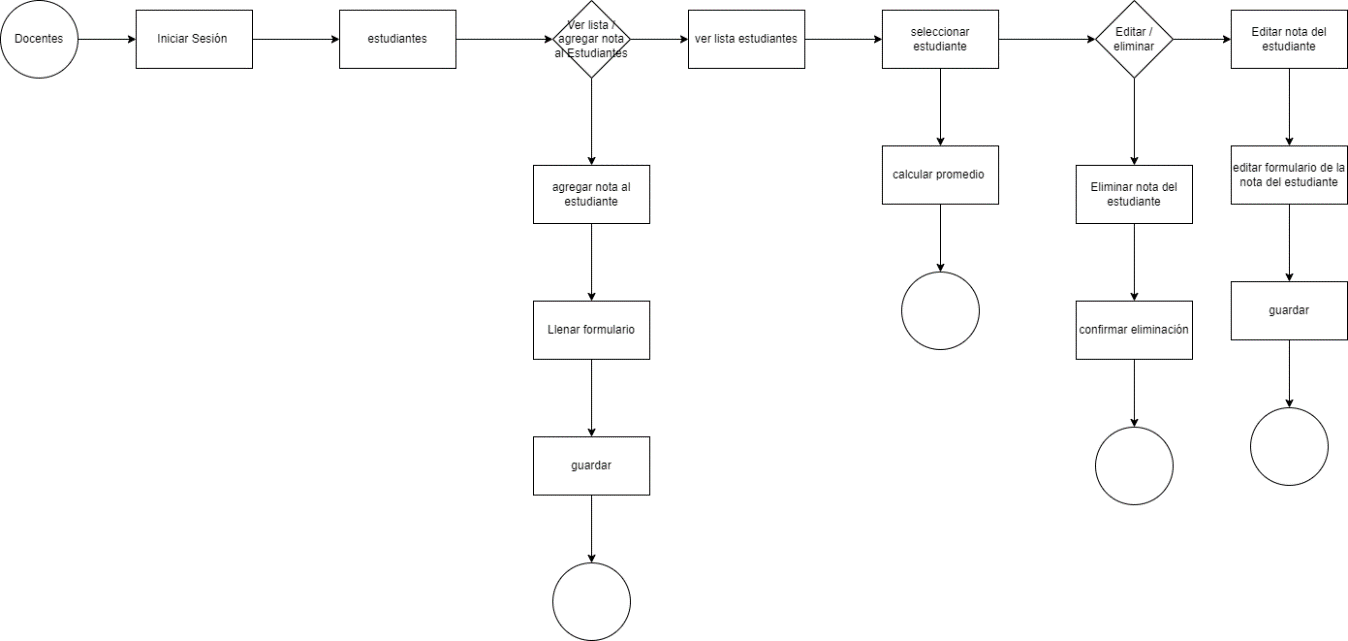 Docentes
Iniciar Sesión
estudiantes
Ver lista /
agregar nota
al Estudiantes
ver lista estudiantes
seleccionar
estudiante
Editar /
eliminar
Editar nota del
estudiante
agregar nota al
estudiante
calcular promedio
Eliminar nota del
estudiante
editar formulario de la
nota del estudiante
Llenar formulario
confirmar eliminación
guardar
guardar